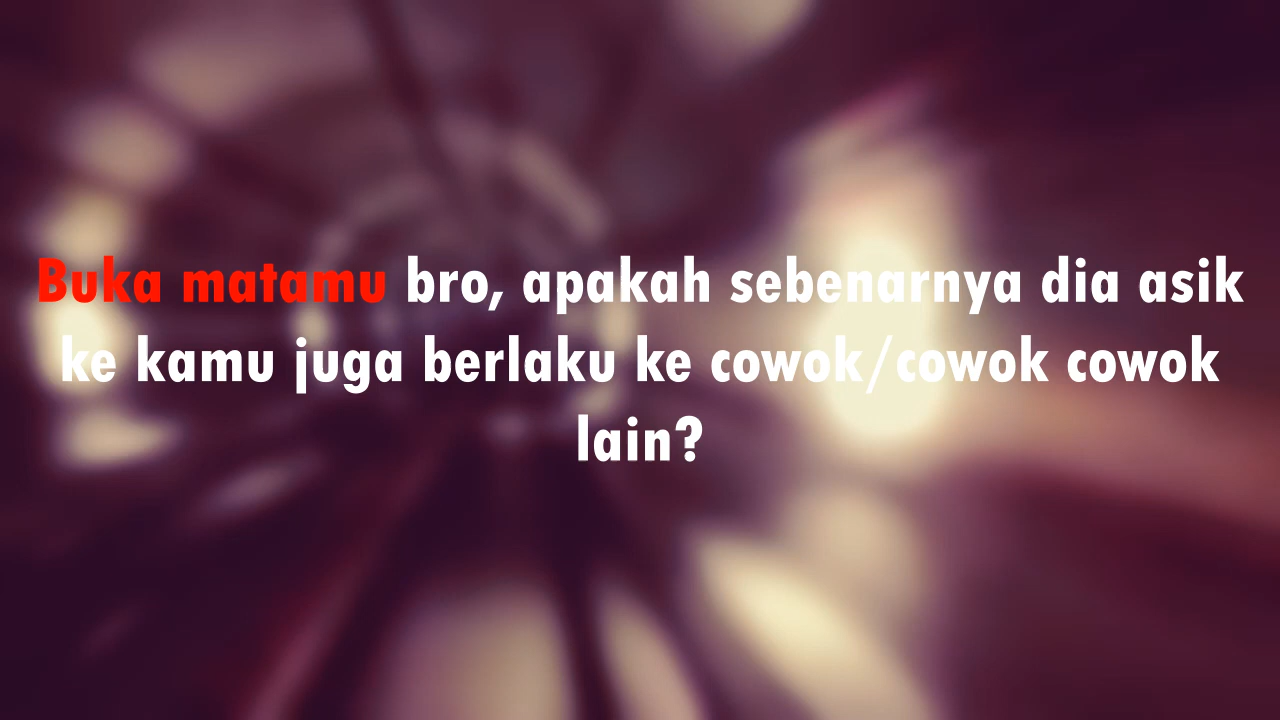 Buka matamu bro, apakah sebenarnya dia asik
ke kamu juga berlaku ke cowok/cowok cowok
lain?